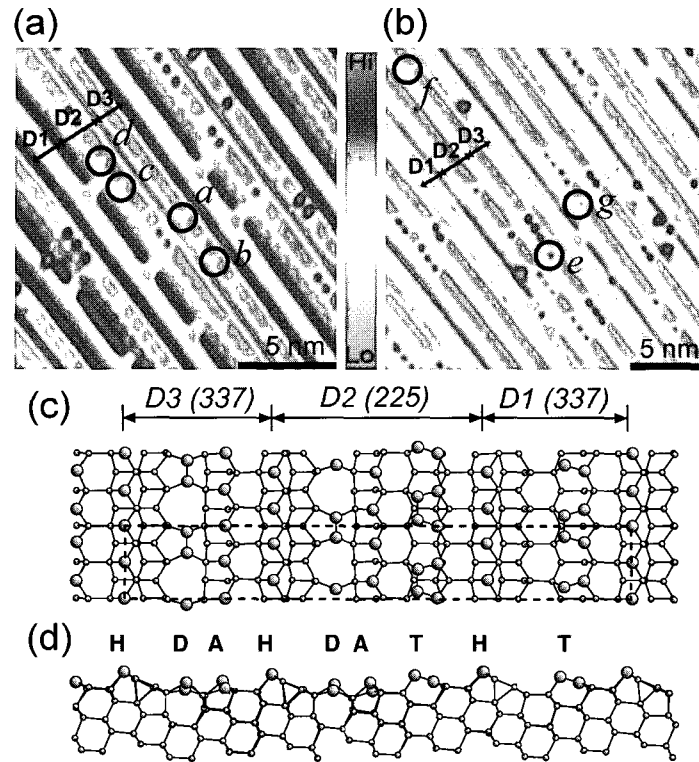 (a)
(b)
Hi
Lo
D1 D2 D3
d
c
a
b
5 nm
f
D1 D2 D3
g
e
5 nm
(c)
D3 (337) D2 (225) D1 (337)
(d)
H D A H D A T H T